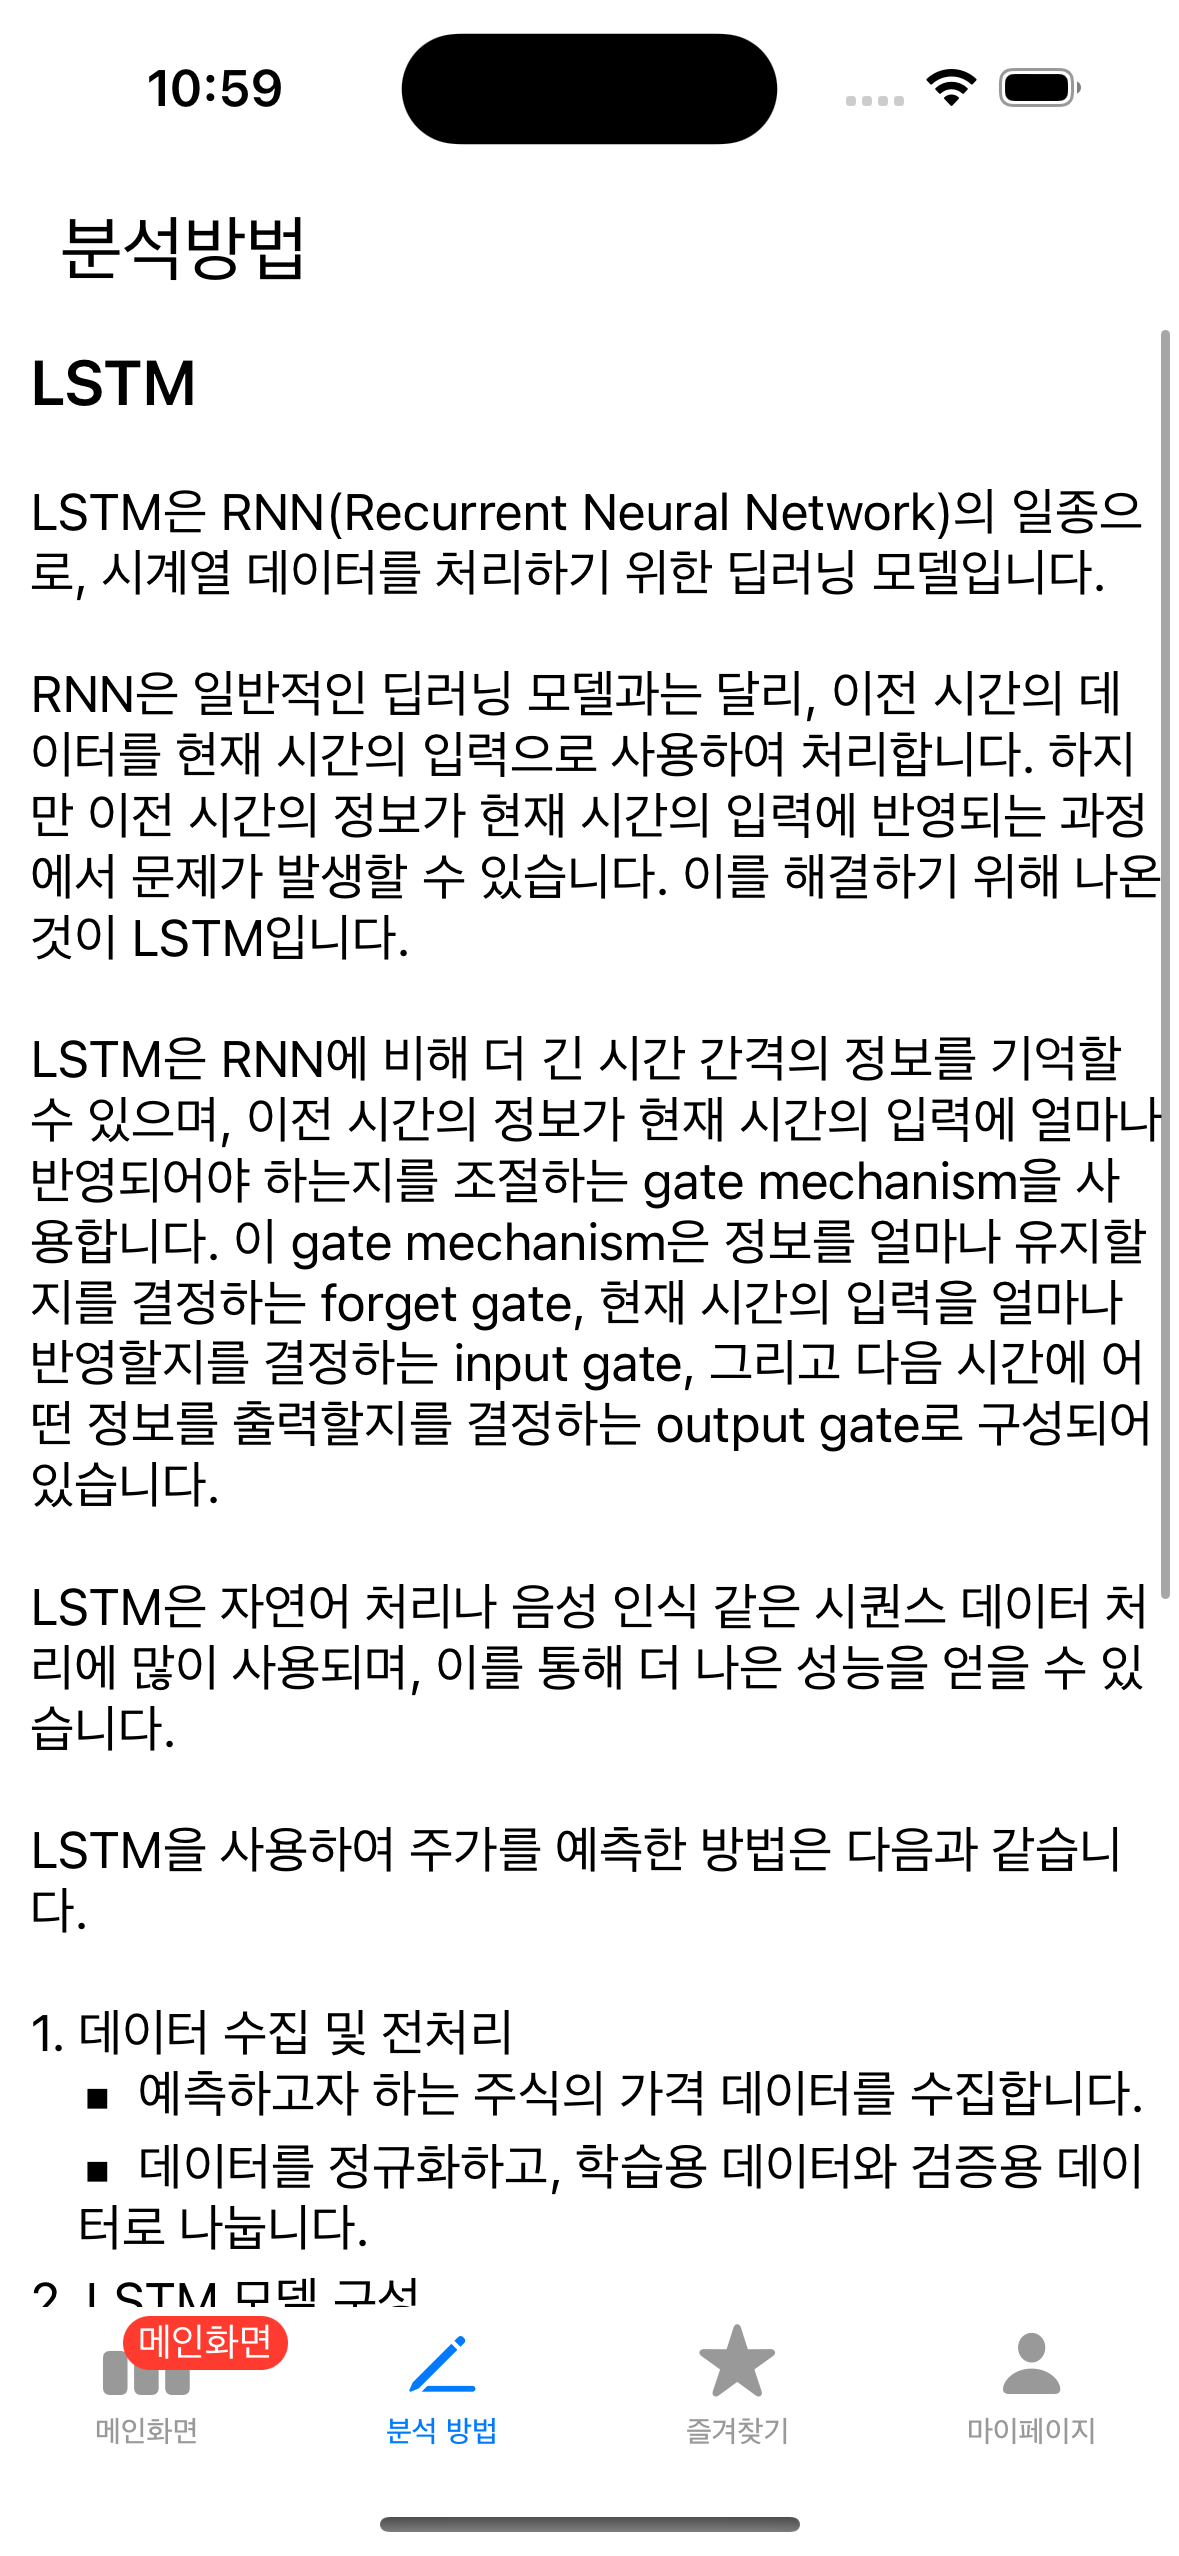 10:59
분석방법
LSTM
LSTM은 RNN(Recurrent Neural Network)의 일종으
로, 시계열 데이터를 처리하기 위한 딥러닝 모델입니다.
RNN은 일반적인 딥러닝 모델과는 달리, 이전 시간의 데
이터를 현재 시간의 입력으로 사용하여 처리합니다. 하지
만 이전 시간의 정보가 현재 시간의 입력에 반영되는 과정
에서 문제가 발생할 수 있습니다. 이를 해결하기 위해 나온
것이 LSTM입니다.
LSTM은 RNN에 비해 더 긴 시간 간격의 정보를 기억할
수 있으며, 이전 시간의 정보가 현재 시간의 입력에 얼마나
반영되어야 하는지를 조절하는 gate mechanism을 사
용합니다. 이 gate mechanism은 정보를 얼마나 유지할
지를 결정하는 forget gate, 현재 시간의 입력을 얼마나
반영할지를 결정하는 input gate, 그리고 다음 시간에 어
떤 정보를 출력할지를 결정하는 output gate로 구성되어
있습니다.
LSTM은 자연어 처리나 음성 인식 같은 시퀀스 데이터 처
리에 많이 사용되며, 이를 통해 더 나은 성능을 얻을 수 있
습니다.
LSTM을 사용하여 주가를 예측한 방법은 다음과 같습니
다.
1. 데이터 수집 및 전처리
▪ 예측하고자 하는 주식의 가격 데이터를 수집합니다.
▪ 데이터를 정규화하고, 학습용 데이터와 검증용 데이
터로 나눕니다.
2. LSTM 모델 구성
메인화면
메인화면
분석 방법
즐겨찾기
마이페이지